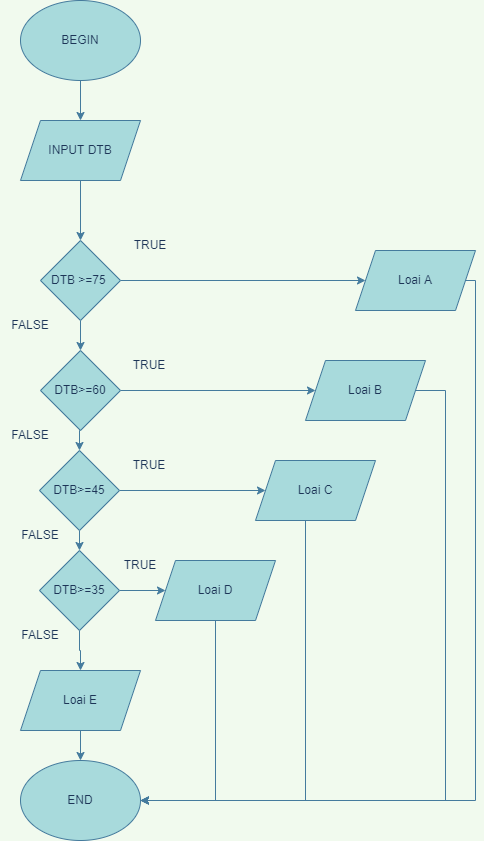 BEGIN
INPUT DTB
TRUE
DTB >=75
Loai A
FALSE
TRUE
DTB>=60
Loai B
FALSE
TRUE
DTB>=45
Loai C
FALSE
TRUE
DTB>=35
Loai D
FALSE
Loai E
END